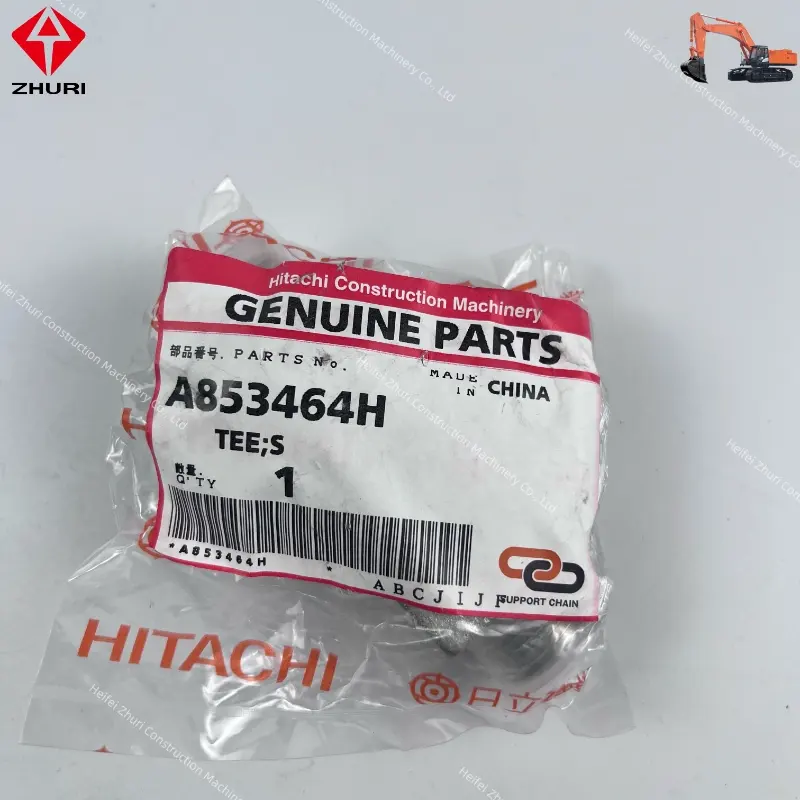 ZHURI
Hitachi Construction Machinery
GENUINE PARTS
部品番号. PARTS No.
MADE IN CHINA
A853464H
TEE;S
数量.
Q'TY 1
*A853464H *
ABCJIJF
SUPPORT CHAIN
HITACHI
日立
Hefei Zhuri Construction Machinery Co., Ltd